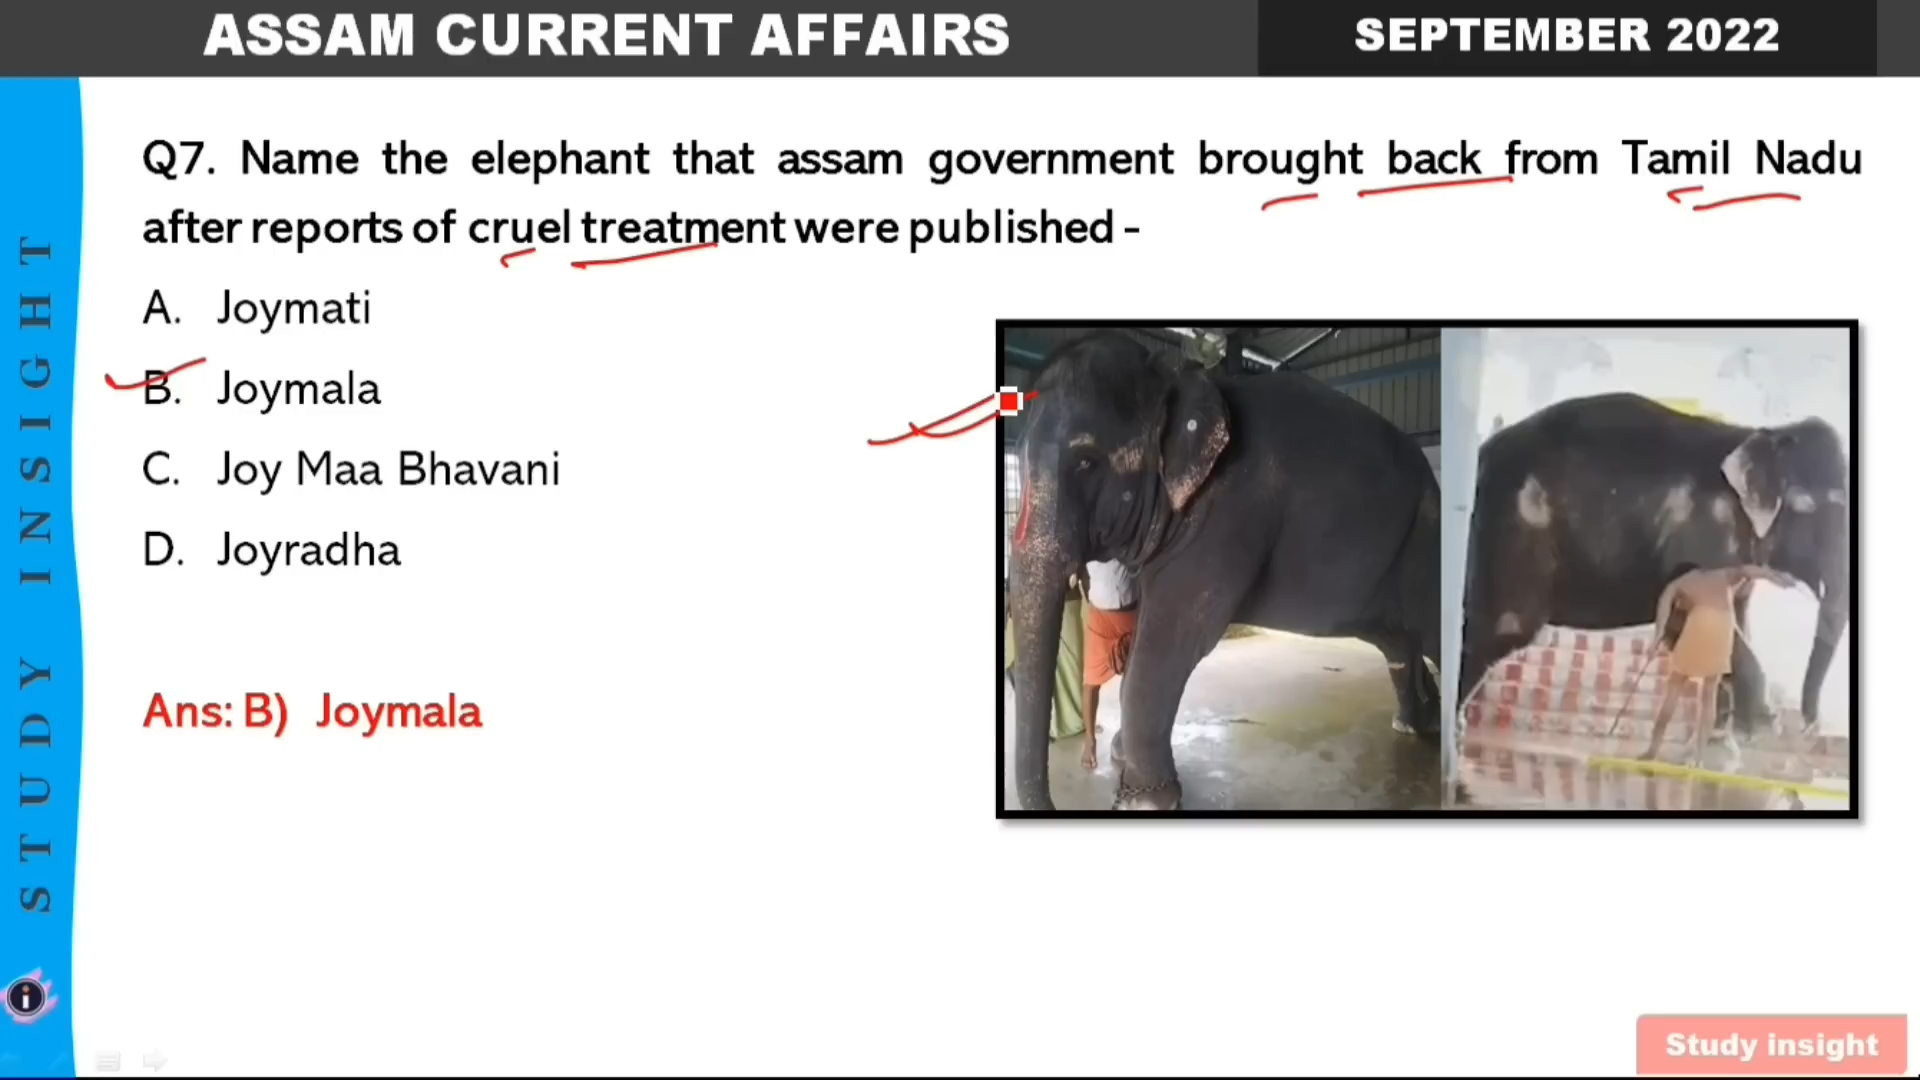 ASSAM CURRENT AFFAIRS
SEPTEMBER 2022
Q7. Name the elephant that assam government brought back from Tamil Nadu
after reports of cruel treatment were published -
A. Joymati
B. Joymala
C. Joy Maa Bhavani
D. Joyradha
Ans: B) Joymala
STUDY INSIGHT
i
Study insight